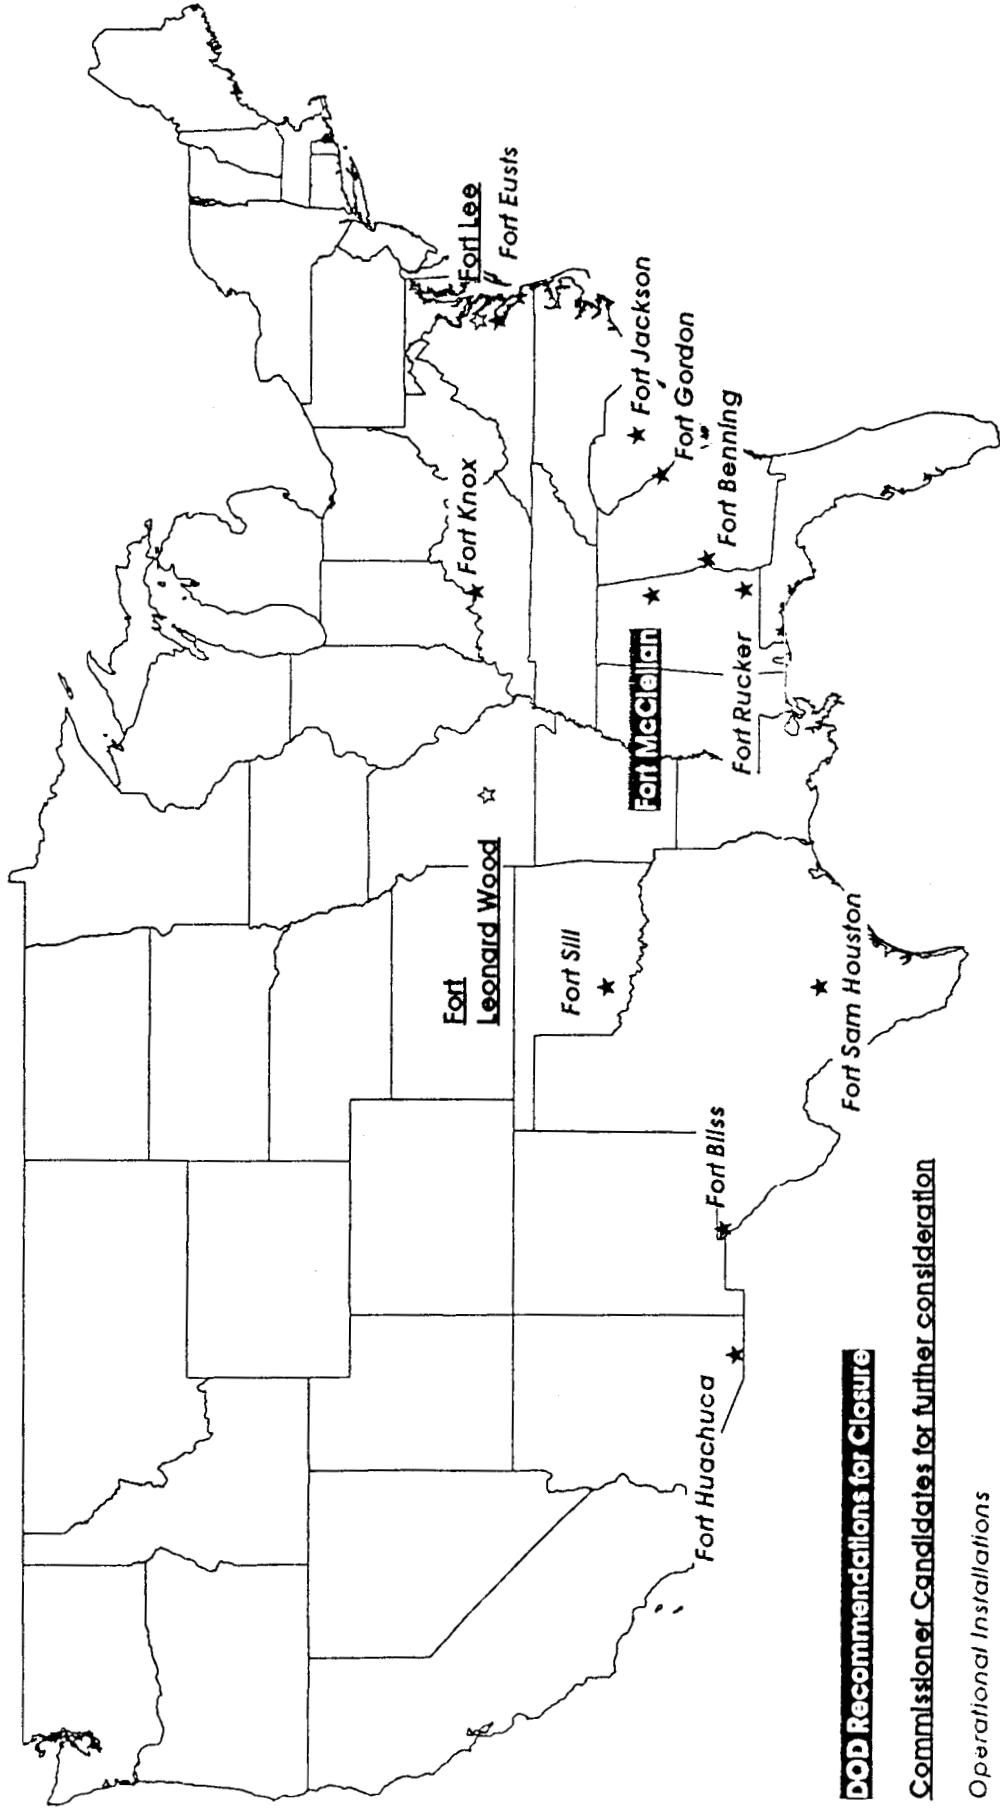 Fort Lee
Fort Eusts
Fort Knox
Fort Jackson
Fort Gordon
Fort Benning
Fort
Leonard Wood
Fort McClellan
Fort Rucker
Fort Sill
Fort Sam Houston
Fort Bliss
Fort Huachuca
DOD Recommendations for Closure
Commissioner Candidates for further consideration
Operational Installations